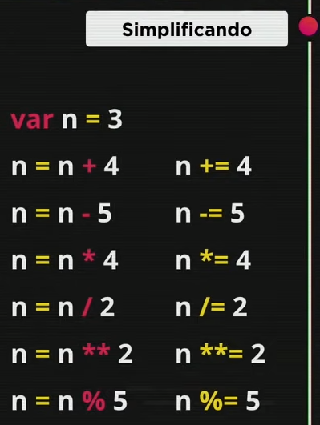 Simplificando
var n = 3
n = n + 4 n += 4
n = n - 5 n -= 5
n = n * 4 n *= 4
n = n / 2 n /= 2
n = n ** 2 n **= 2
n = n % 5 n %= 5